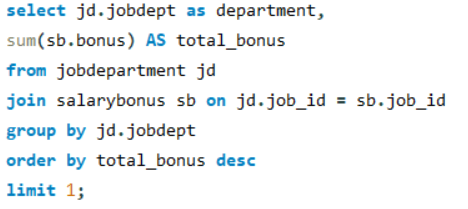 select jd.jobdept as department,
sum(sb.bonus) AS total_bonus
from jobdepartment jd
join salarybonus sb on jd.job_id = sb.job_id
group by jd.jobdept
order by total_bonus desc
limit 1;